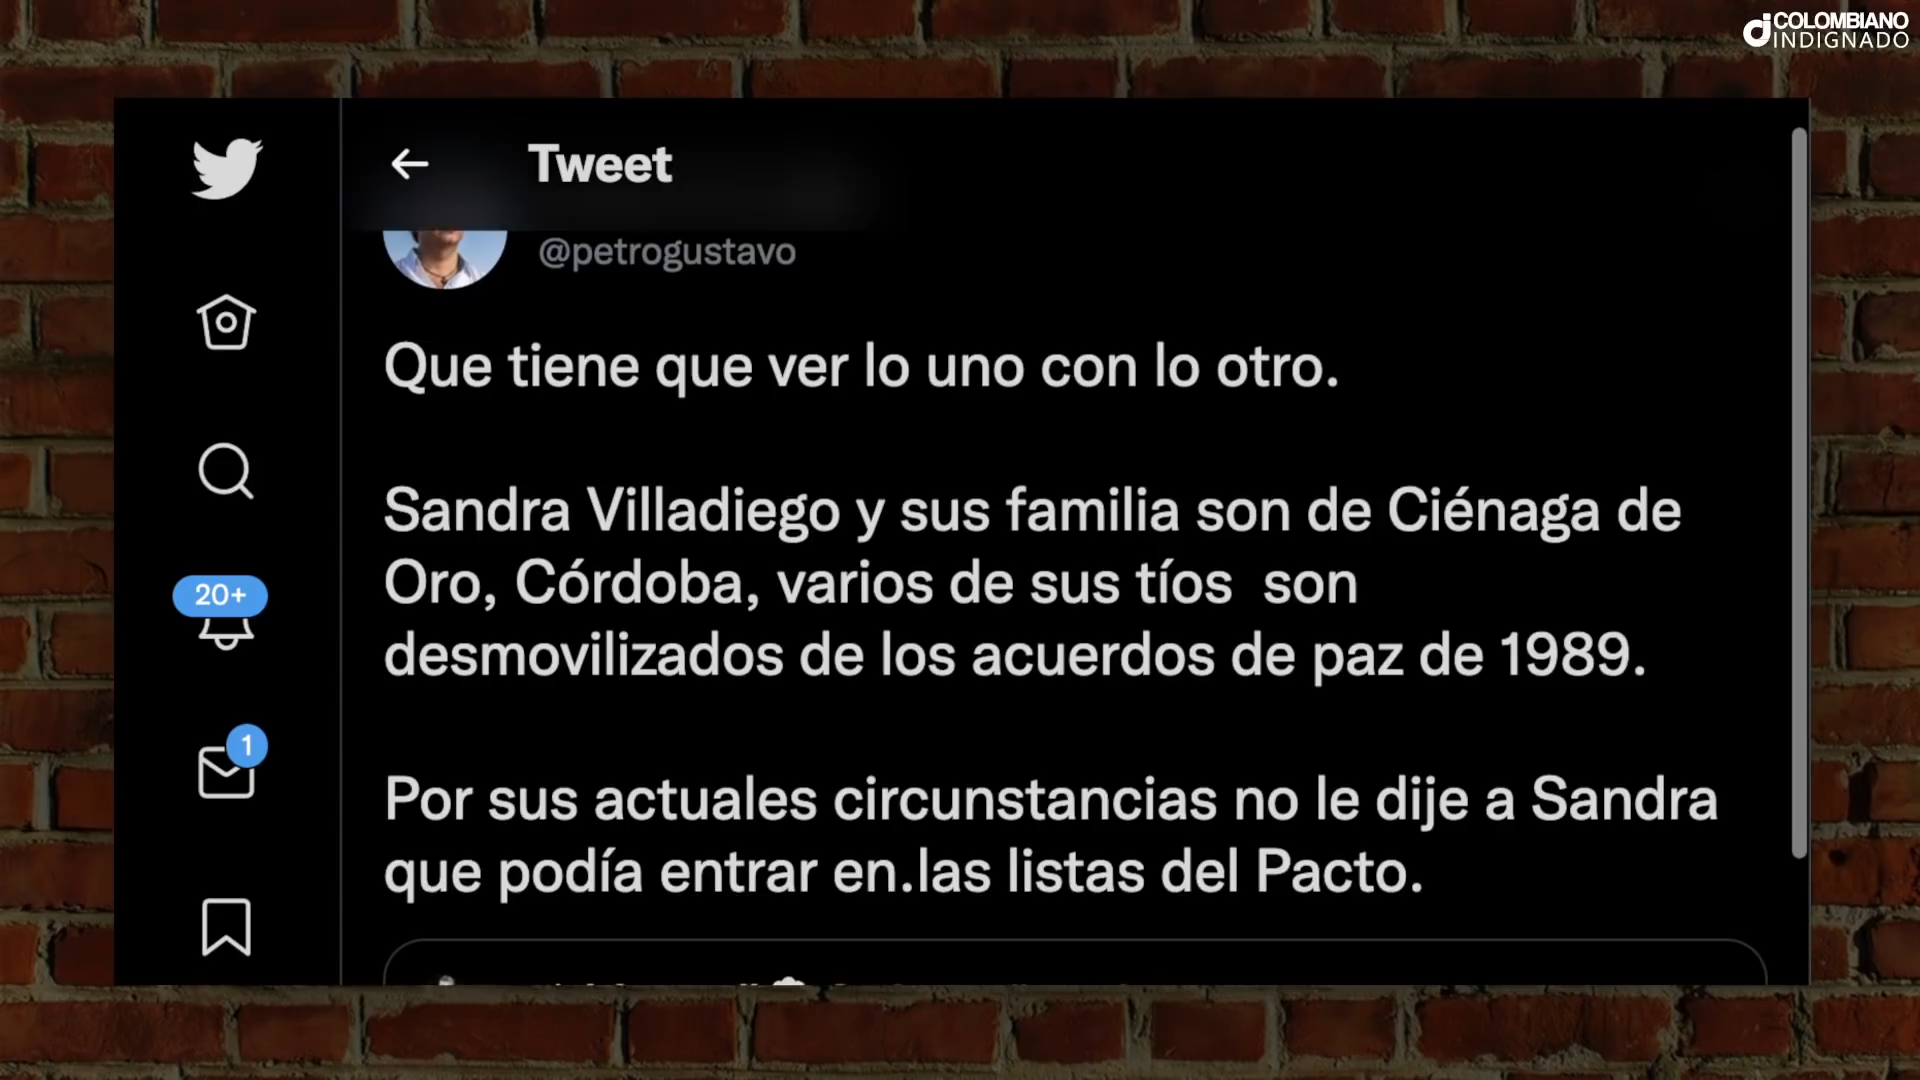 COLOMBIANO
INDIGNADO
Tweet
@petrogustavo
Que tiene que ver lo uno con lo otro.
Sandra Villadiego y sus familia son de Ciénaga de
Oro, Córdoba, varios de sus tíos  son
desmovilizados de los acuerdos de paz de 1989.
Por sus actuales circunstancias no le dije a Sandra
que podía entrar en.las listas del Pacto.
20+
1